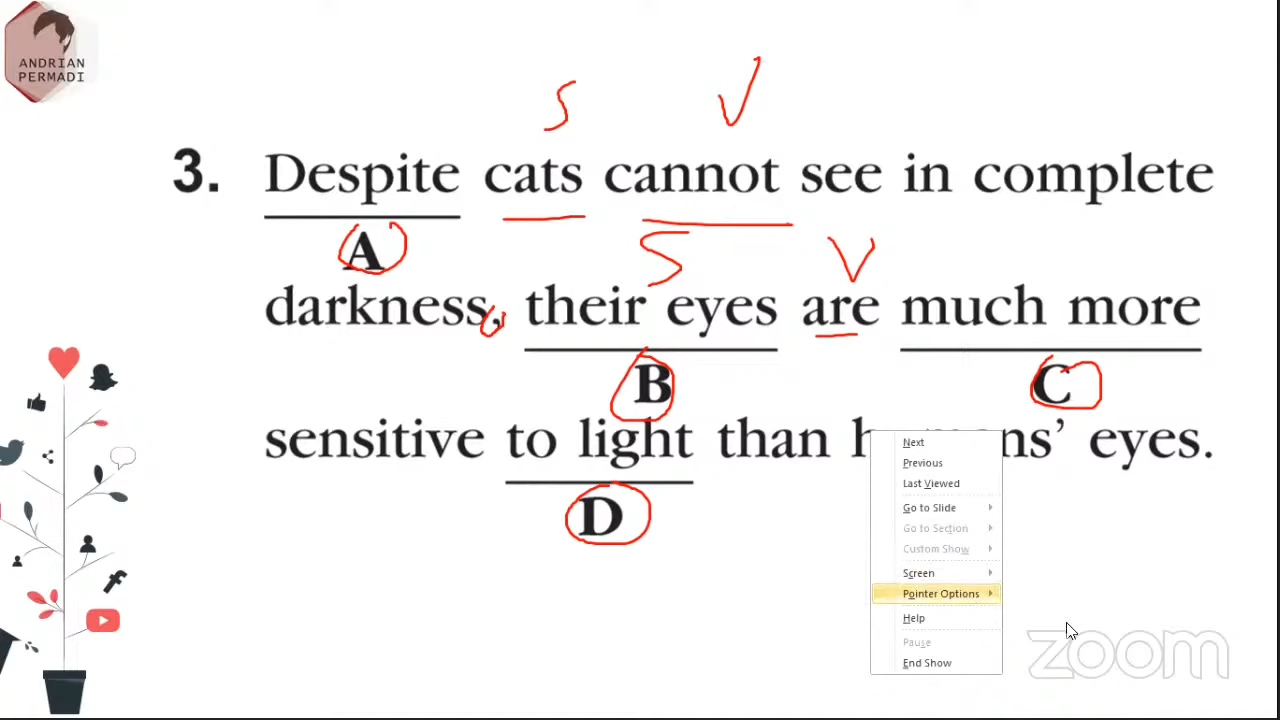 ANDRIAN
PERMADI
S V
3. Despite cats cannot see in complete
A S V
darkness, their eyes are much more
B C
sensitive to light than eyes.
D
Next
Previous
Last Viewed
Go to Slide
Go to Section
Custom Show
Screen
Pointer Options
Help
Pause
End Show
zoom